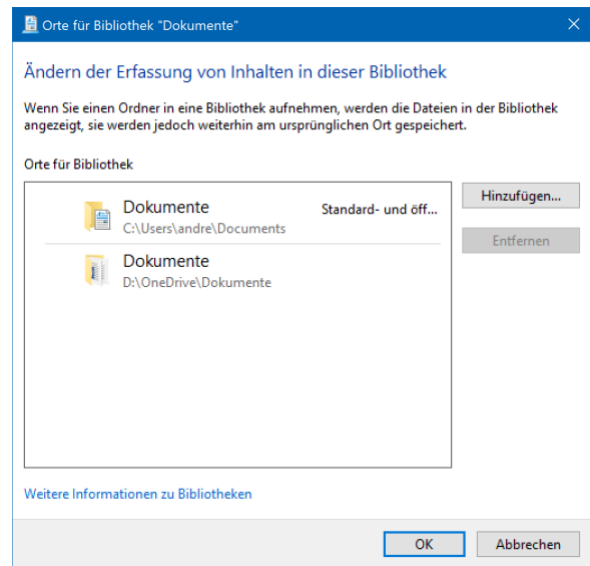 Orte für Bibliothek "Dokumente"
Ändern der Erfassung von Inhalten in dieser Bibliothek
Wenn Sie einen Ordner in eine Bibliothek aufnehmen, werden die Dateien in der Bibliothek
angezeigt, sie werden jedoch weiterhin am ursprünglichen Ort gespeichert.
Orte für Bibliothek
Dokumente Standard- und öff...
C:\Users\andre\Documents
Dokumente
D:\OneDrive\Dokumente
Hinzufügen...
Entfernen
Weitere Informationen zu Bibliotheken
OK Abbrechen